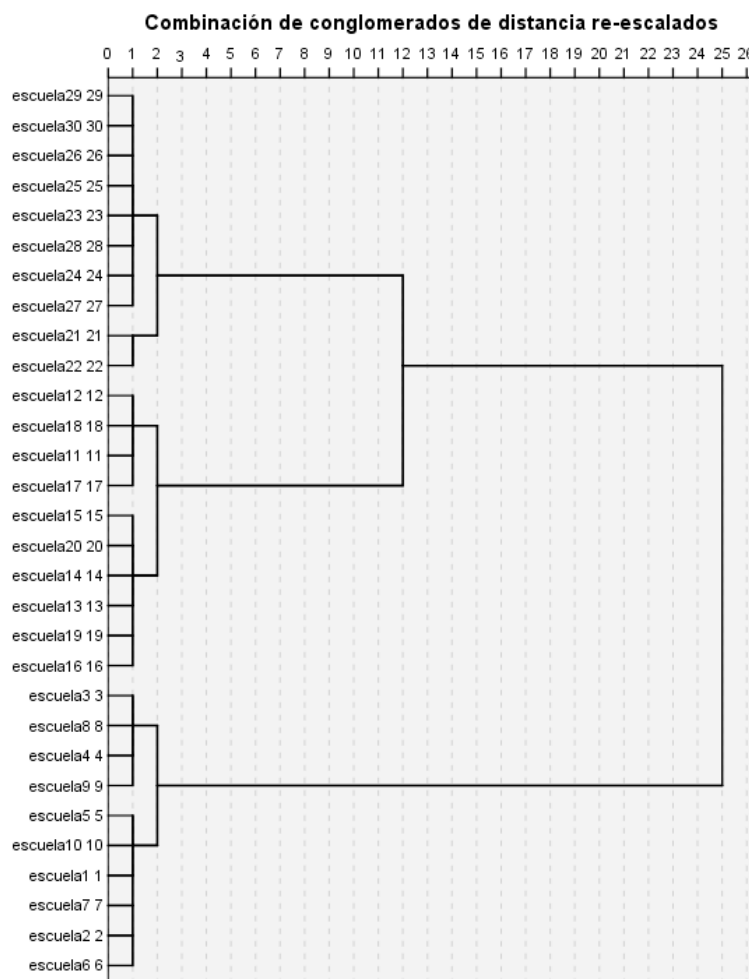 Combinación de conglomerados de distancia re-escalados
0 1 2 3 4 5 6 7 8 9 10 11 12 13 14 15 16 17 18 19 20 21 22 23 24 25 26
escuela29 29
escuela30 30
escuela26 26
escuela25 25
escuela23 23
escuela28 28
escuela24 24
escuela27 27
escuela21 21
escuela22 22
escuela12 12
escuela18 18
escuela11 11
escuela17 17
escuela15 15
escuela20 20
escuela14 14
escuela13 13
escuela19 19
escuela16 16
escuela3 3
escuela8 8
escuela4 4
escuela9 9
escuela5 5
escuela10 10
escuela1 1
escuela7 7
escuela2 2
escuela6 6